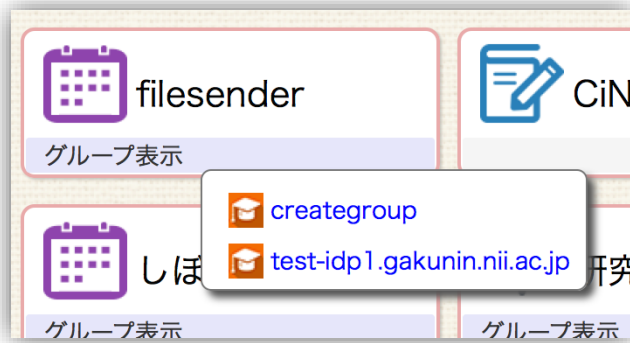 filesender
CiN
グループ表示
creategroup
test-idp1.gakunin.nii.ac.jp
しぼ
研究
グループ表示
グループ表示